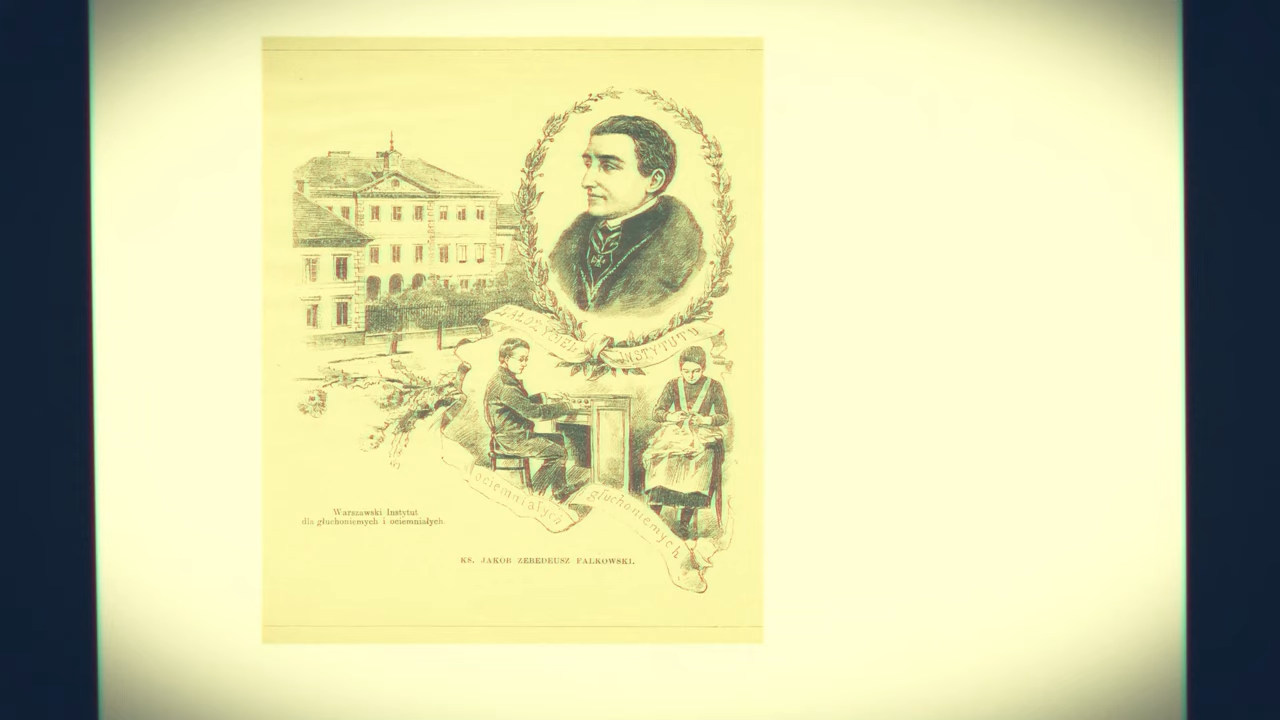 ZAŁOŻYCIEL INSTYTUTU
ociemniałych
głuchoniemych
Warszawski Instytut
dla głuchoniemych i ociemniałych.
KS. JAKÓB ZEBEDEUSZ FALKOWSKI.